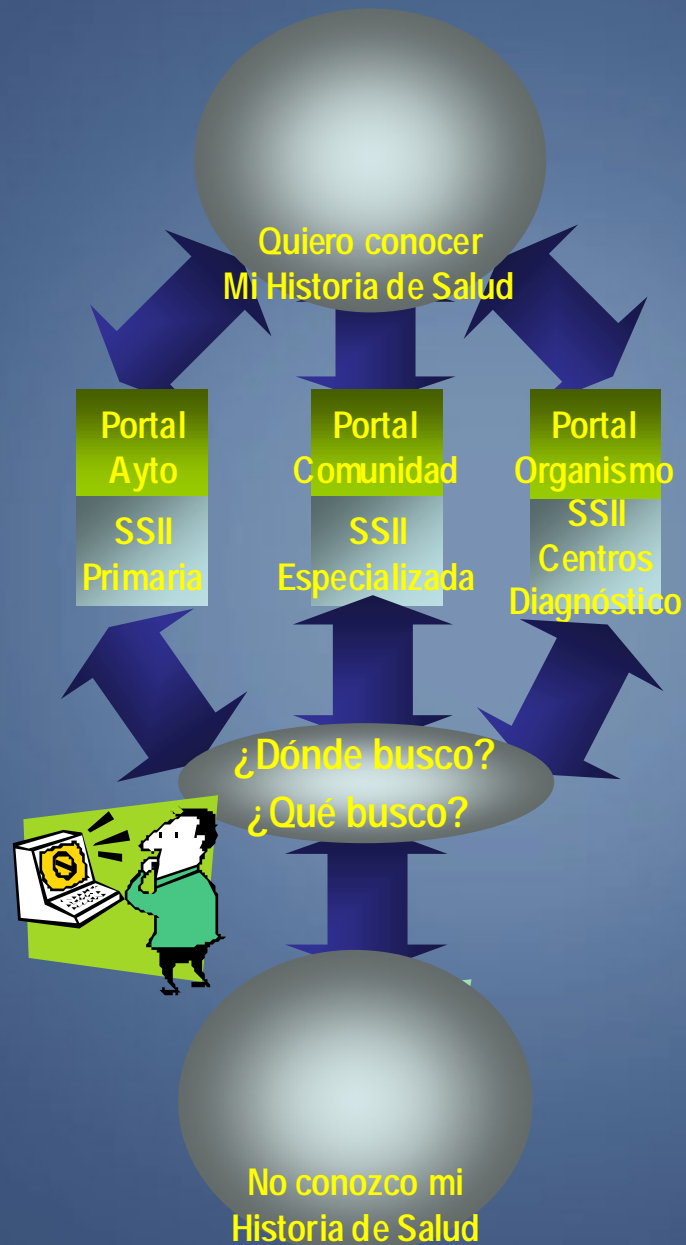 Quiero conocer
Mi Historia de Salud
Portal
Ayto
SSII
Primaria
Portal
Comunidad
SSII
Especializada
Portal
Organismo
SSII
Centros
Diagnóstico
¿Dónde busco?
¿Qué busco?
No conozco mi
Historia de Salud